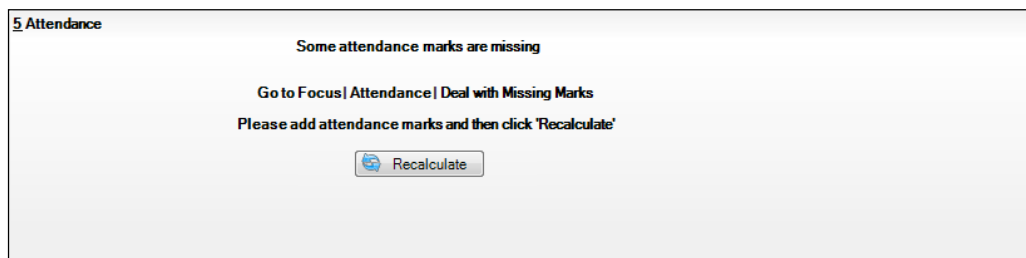 5 Attendance
Some attendance marks are missing
Go to Focus| Attendance| Deal with Missing Marks
Please add attendance marks and then click 'Recalculate'
Recalculate